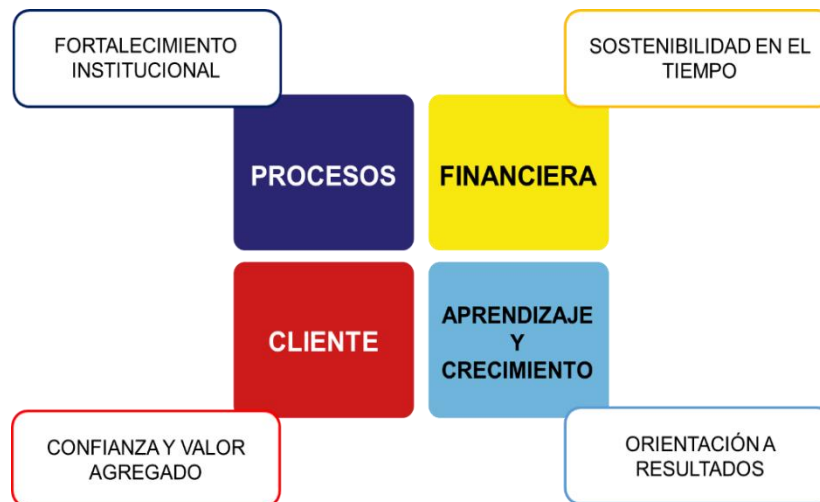 FORTALECIMIENTO
INSTITUCIONAL
SOSTENIBILIDAD EN EL
TIEMPO
PROCESOS
FINANCIERA
CLIENTE
APRENDIZAJE
Y
CRECIMIENTO
CONFIANZA Y VALOR
AGREGADO
ORIENTACIÓN A
RESULTADOS